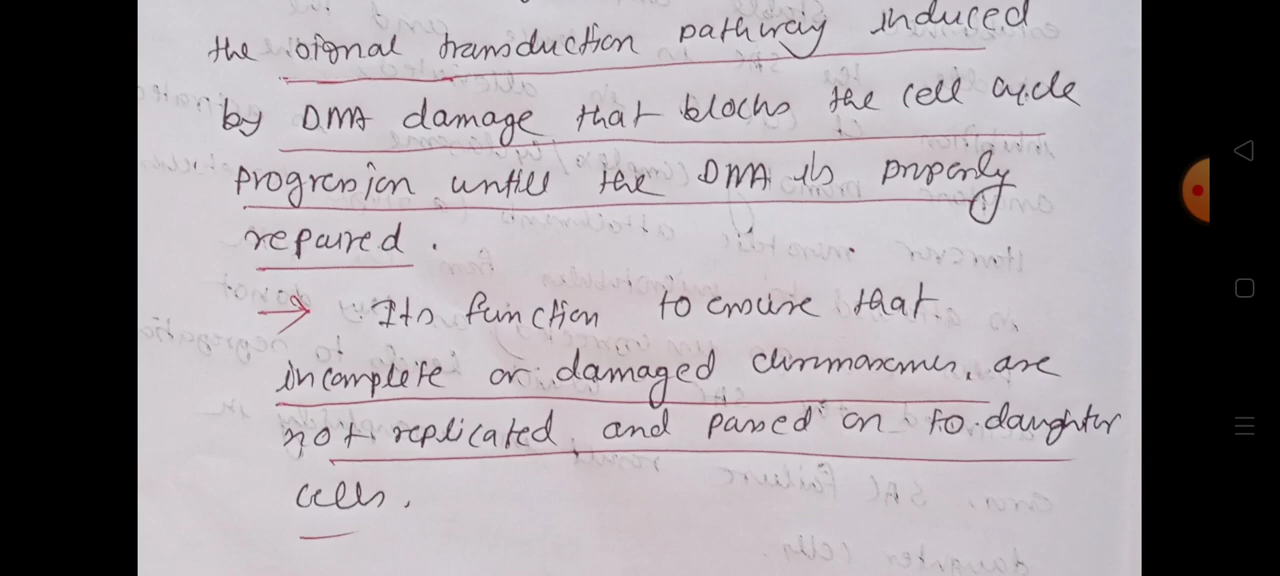 the signal transduction pathway induced
by DNA damage that blocks the cell cycle
progression untill the DNA is properly
repaired.
→ Its function to ensure that
incomplete or damaged chromosomes, are
not replicated and passed on to daughter
cells.